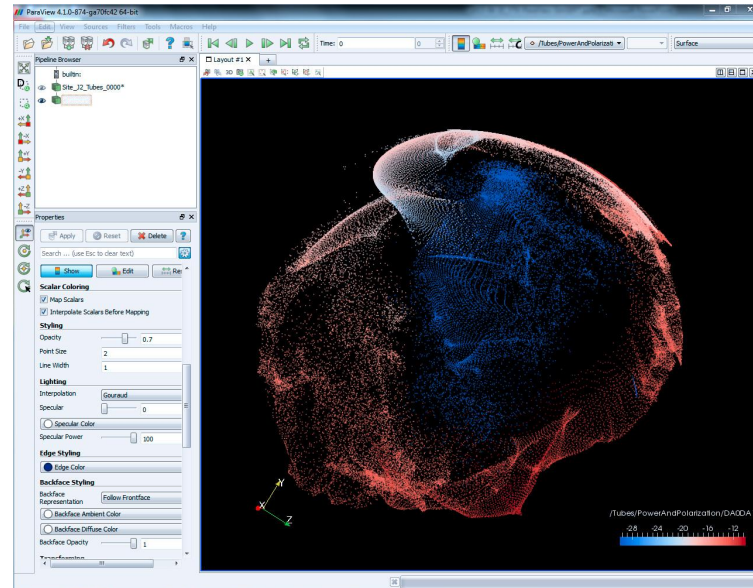 ParaView 4.1.0-874-ga70fc42 64-bit
File Edit View Sources Filters Tools Macros Help
Time: 0 0 /Tubes/PowerAndPolarizati Surface
Pipeline Browser
builtin:
Site_J2_Tubes_0000*
Layout #1 +
3D
D
+X
-X
+Y
-Y
+Z
-Z
Properties
Apply Reset Delete ?
Search ... (use Esc to clear text)
Show Edit
Scalar Coloring
Map Scalars
Interpolate Scalars Before Mapping
Styling
Opacity 0.7
Point Size 2
Line Width 1
Lighting
Interpolation Gouraud
Specular 0
Specular Color
Specular Power 100
Edge Styling
Edge Color
Backface Styling
Backface
Representation Follow Frontface
Backface Ambient Color
Backface Diffuse Color
Backface Opacity 1
Y
X
Z
/Tubes/PowerAndPolarization/DA0DA
-28 -24 -20 -16 -12